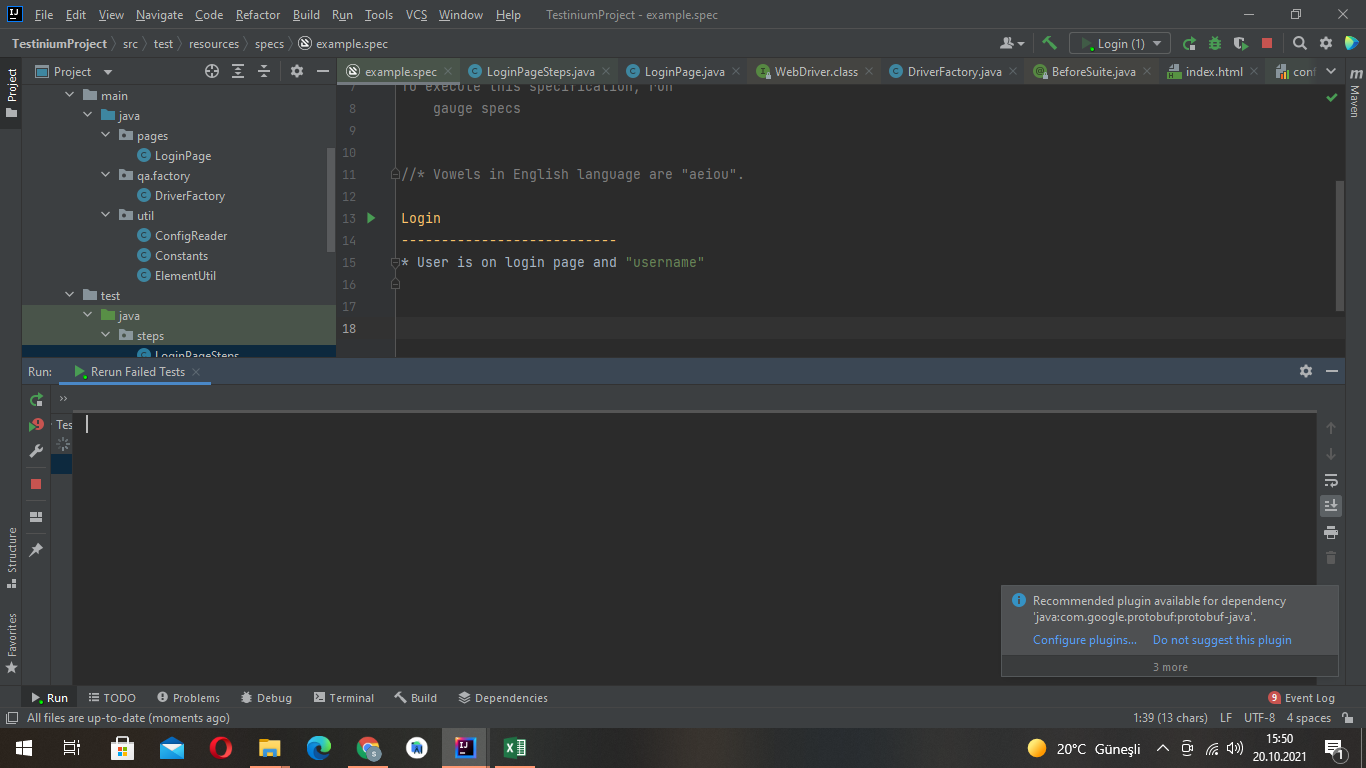 File Edit View Navigate Code Refactor Build Run Tools VCS Window Help TestiniumProject - example.spec
TestiniumProject src test resources specs example.spec Login (1)
Project example.spec LoginPageSteps.java LoginPage.java WebDriver.class DriverFactory.java BeforeSuite.java index.html conf
Project
Maven
main
java
pages
LoginPage
qa.factory
DriverFactory
util
ConfigReader
Constants
ElementUtil
test
java
steps
LoginPageSteps
7 To execute this specification, run
8 gauge specs
9
10
11 //* Vowels in English language are "aeiou".
12
13 Login
14 ---------------------------
15 * User is on login page and "username"
16
17
18
Run: Rerun Failed Tests
»
Tes
Structure
Favorites
Recommended plugin available for dependency
'java:com.google.protobuf:protobuf-java'.
Configure plugins... Do not suggest this plugin
3 more
Run TODO Problems Debug Terminal Build Dependencies 9 Event Log
All files are up-to-date (moments ago) 1:39 (13 chars) LF UTF-8 4 spaces
20°C Güneşli 15:50
20.10.2021 1